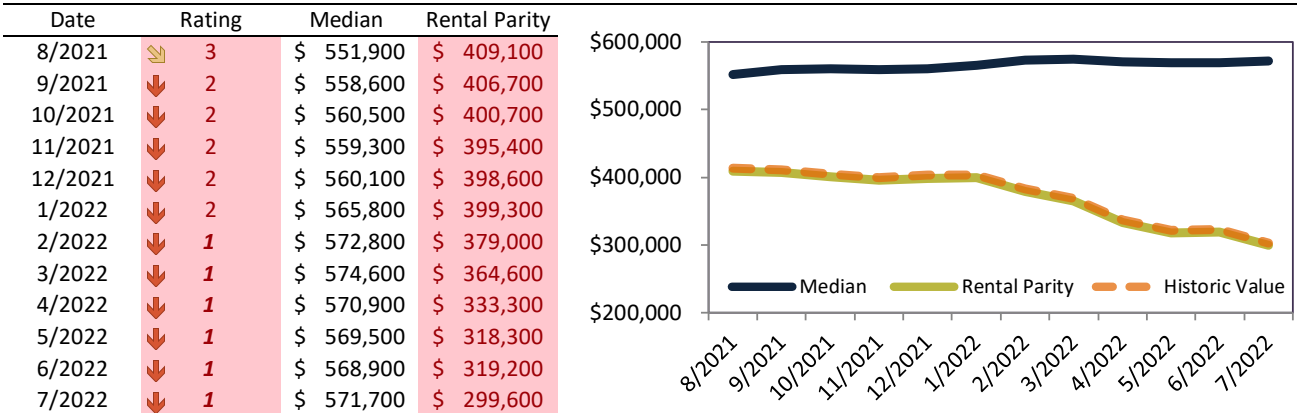 Date Rating Median Rental Parity
8/2021 3 $ 551,900 $ 409,100
9/2021 2 $ 558,600 $ 406,700
10/2021 2 $ 560,500 $ 400,700
11/2021 2 $ 559,300 $ 395,400
12/2021 2 $ 560,100 $ 398,600
1/2022 2 $ 565,800 $ 399,300
2/2022 1 $ 572,800 $ 379,000
3/2022 1 $ 574,600 $ 364,600
4/2022 1 $ 570,900 $ 333,300
5/2022 1 $ 569,500 $ 318,300
6/2022 1 $ 568,900 $ 319,200
7/2022 1 $ 571,700 $ 299,600
$600,000
$500,000
$400,000
$300,000
$200,000
Median Rental Parity Historic Value
8/2021 9/2021 10/2021 11/2021 12/2021 1/2022 2/2022 3/2022 4/2022 5/2022 6/2022 7/2022